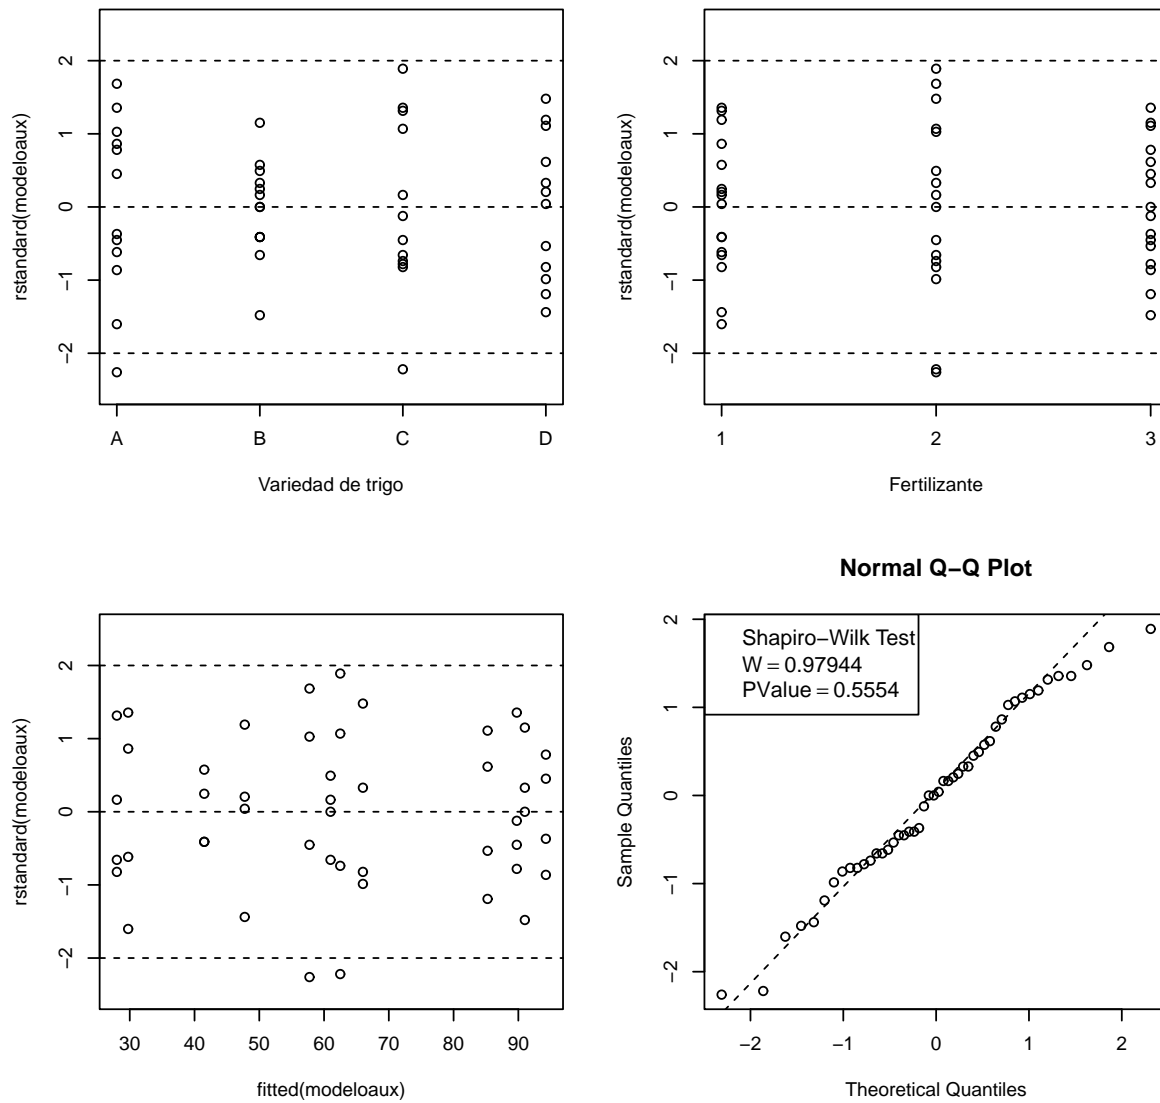 2
1
0
−1
−2
rstandard(modeloaux)
A B C D
Variedad de trigo
2
1
0
−1
−2
rstandard(modeloaux)
1 2 3
Fertilizante
2
1
0
−1
−2
rstandard(modeloaux)
30 40 50 60 70 80 90
fitted(modeloaux)
Normal Q−Q Plot
Shapiro−Wilk Test
W = 0.97944
PValue = 0.5554
2
1
0
−1
−2
Sample Quantiles
−2 −1 0 1 2
Theoretical Quantiles